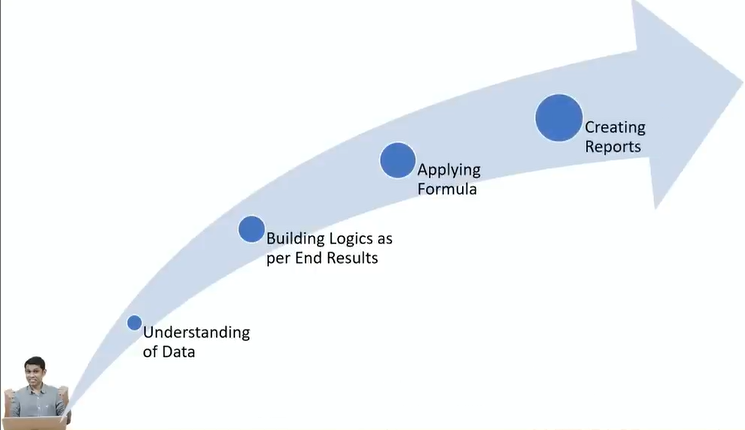 Creating
Reports
Applying
Formula
Building Logics as
per End Results
Understanding
of Data